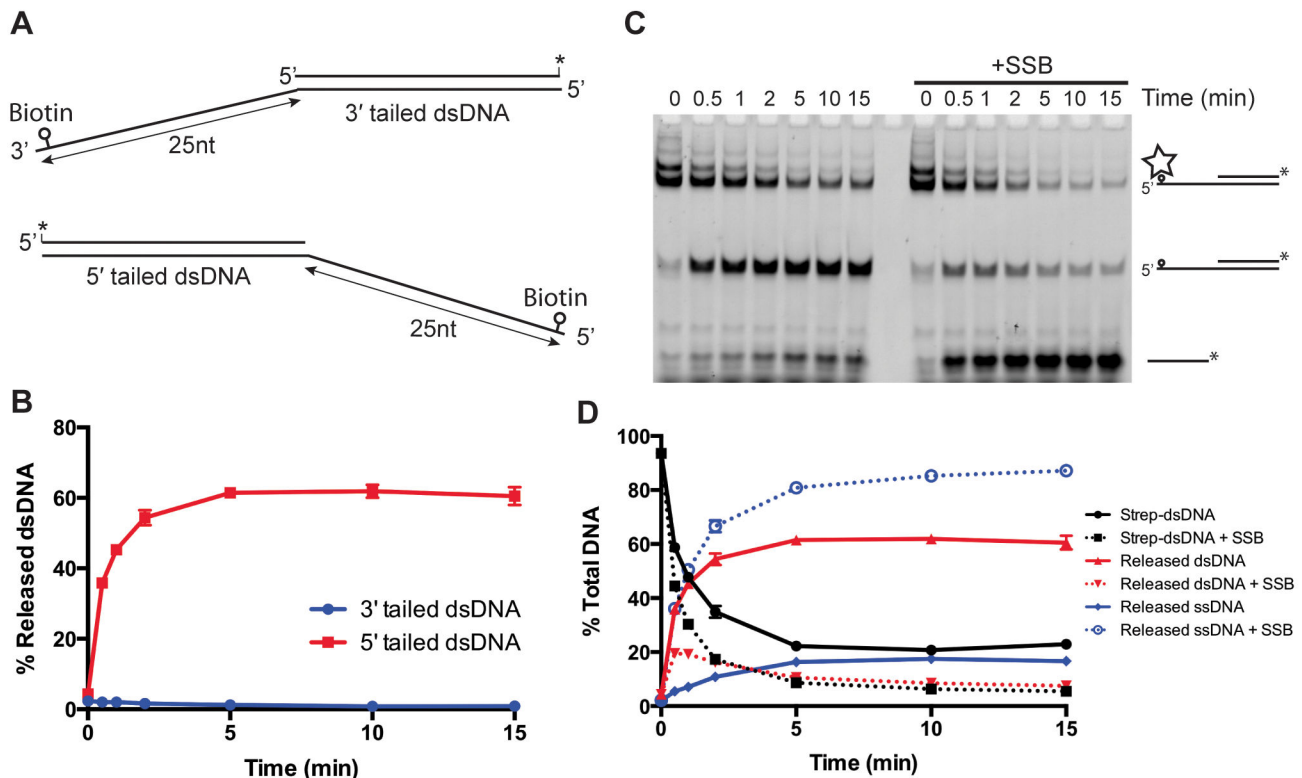 A
5'
*
3' tailed dsDNA
5'
Biotin
3'
25nt
*
5'
5' tailed dsDNA
Biotin
25nt
5'
B
% Released dsDNA
80
60
40
20
0
0 5 10 15
Time (min)
3' tailed dsDNA
5' tailed dsDNA
C
+SSB
0 0.5 1 2 5 10 15 0 0.5 1 2 5 10 15 Time (min)
5' *
5' *
*
D
% Total DNA
100
80
60
40
20
0
0 5 10 15
Time (min)
Strep-dsDNA
Strep-dsDNA + SSB
Released dsDNA
Released dsDNA + SSB
Released ssDNA
Released ssDNA + SSB